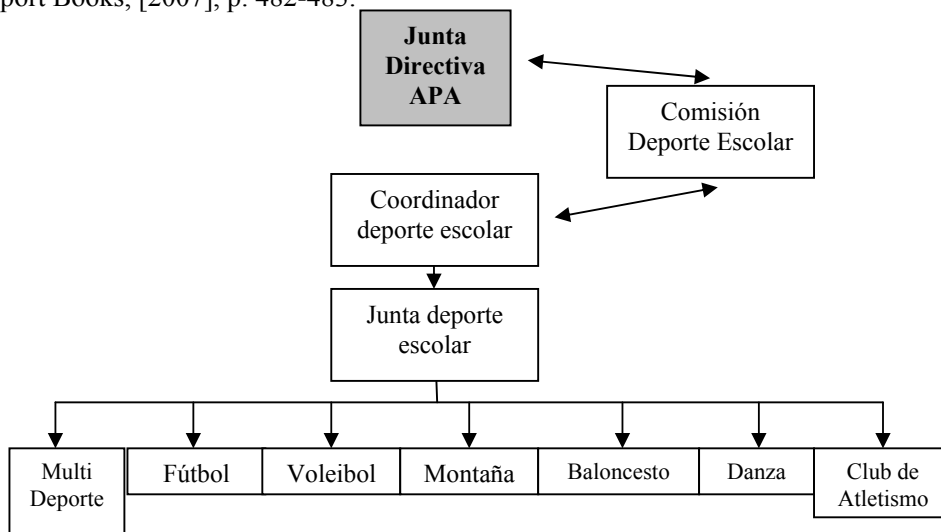 port Books, [2007], p. 482-485.
Junta
Directiva
APA
Comisión
Deporte Escolar
Coordinador
deporte escolar
Junta deporte
escolar
Multi
Deporte
Fútbol
Voleibol
Montaña
Baloncesto
Danza
Club de
Atletismo